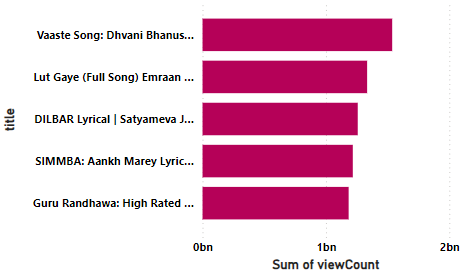 title
Vaaste Song: Dhvani Bhanus...
Lut Gaye (Full Song) Emraan ...
DILBAR Lyrical | Satyameva J...
SIMMBA: Aankh Marey Lyric...
Guru Randhawa: High Rated ...
0bn 1bn 2bn
Sum of viewCount